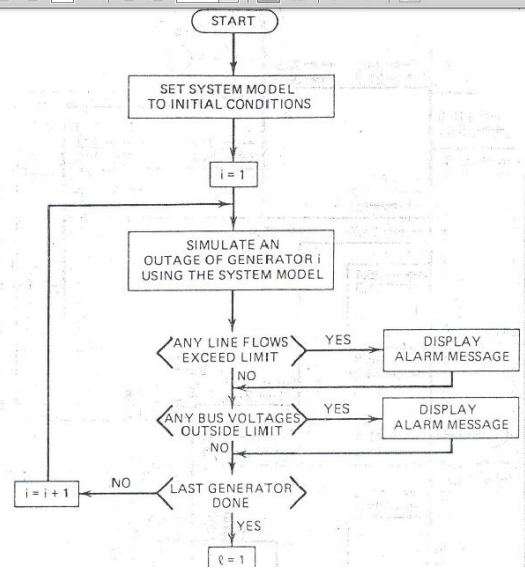 START
SET SYSTEM MODEL
TO INITIAL CONDITIONS
i = 1
SIMULATE AN
OUTAGE OF GENERATOR i
USING THE SYSTEM MODEL
ANY LINE FLOWS
EXCEED LIMIT
YES
DISPLAY
ALARM MESSAGE
NO
ANY BUS VOLTAGES
OUTSIDE LIMIT
YES
DISPLAY
ALARM MESSAGE
NO
LAST GENERATOR
DONE
NO
i = i + 1
YES
ℓ = 1